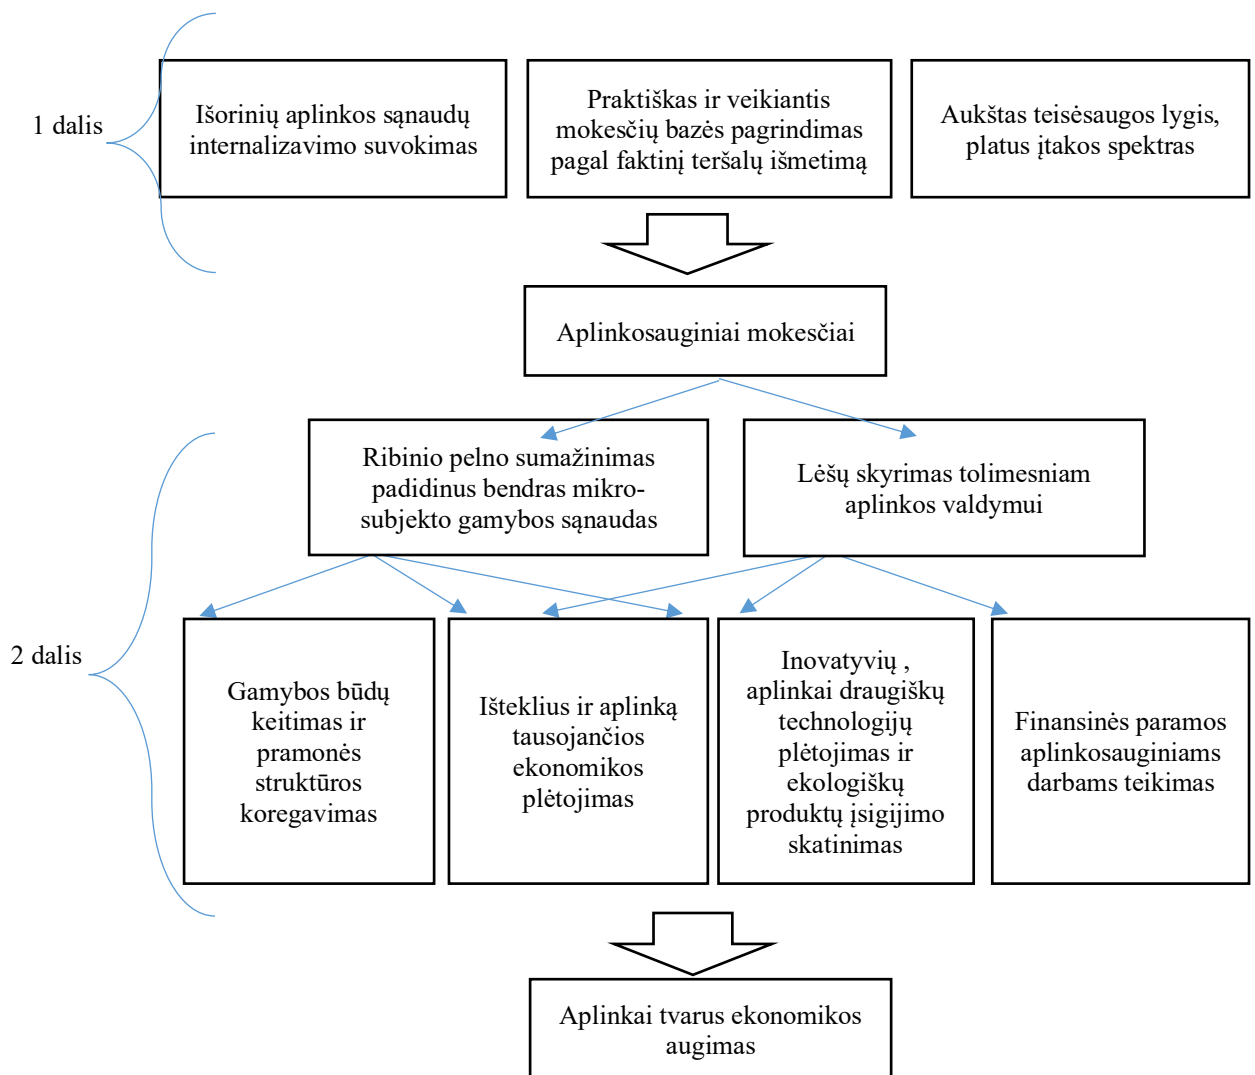 1 dalis
Išorinių aplinkos sąnaudų
internalizavimo suvokimas
Praktiškas ir veikiantis
mokesčių bazės pagrindimas
pagal faktinį teršalų išmetimą
Aukštas teisėsaugos lygis,
platus įtakos spektras
Aplinkosauginiai mokesčiai
2 dalis
Ribinio pelno sumažinimas
padidinus bendras mikro-
subjekto gamybos sąnaudas
Lėšų skyrimas tolimesniam
aplinkos valdymui
Gamybos būdų
keitimas ir
pramonės
struktūros
koregavimas
Išteklius ir aplinką
tausojančios
ekonomikos
plėtojimas
Inovatyvių ,
aplinkai draugiškų
technologijų
plėtojimas ir
ekologiškų
produktų įsigijimo
skatinimas
Finansinės paramos
aplinkosauginiams
darbams teikimas
Aplinkai tvarus ekonomikos
augimas